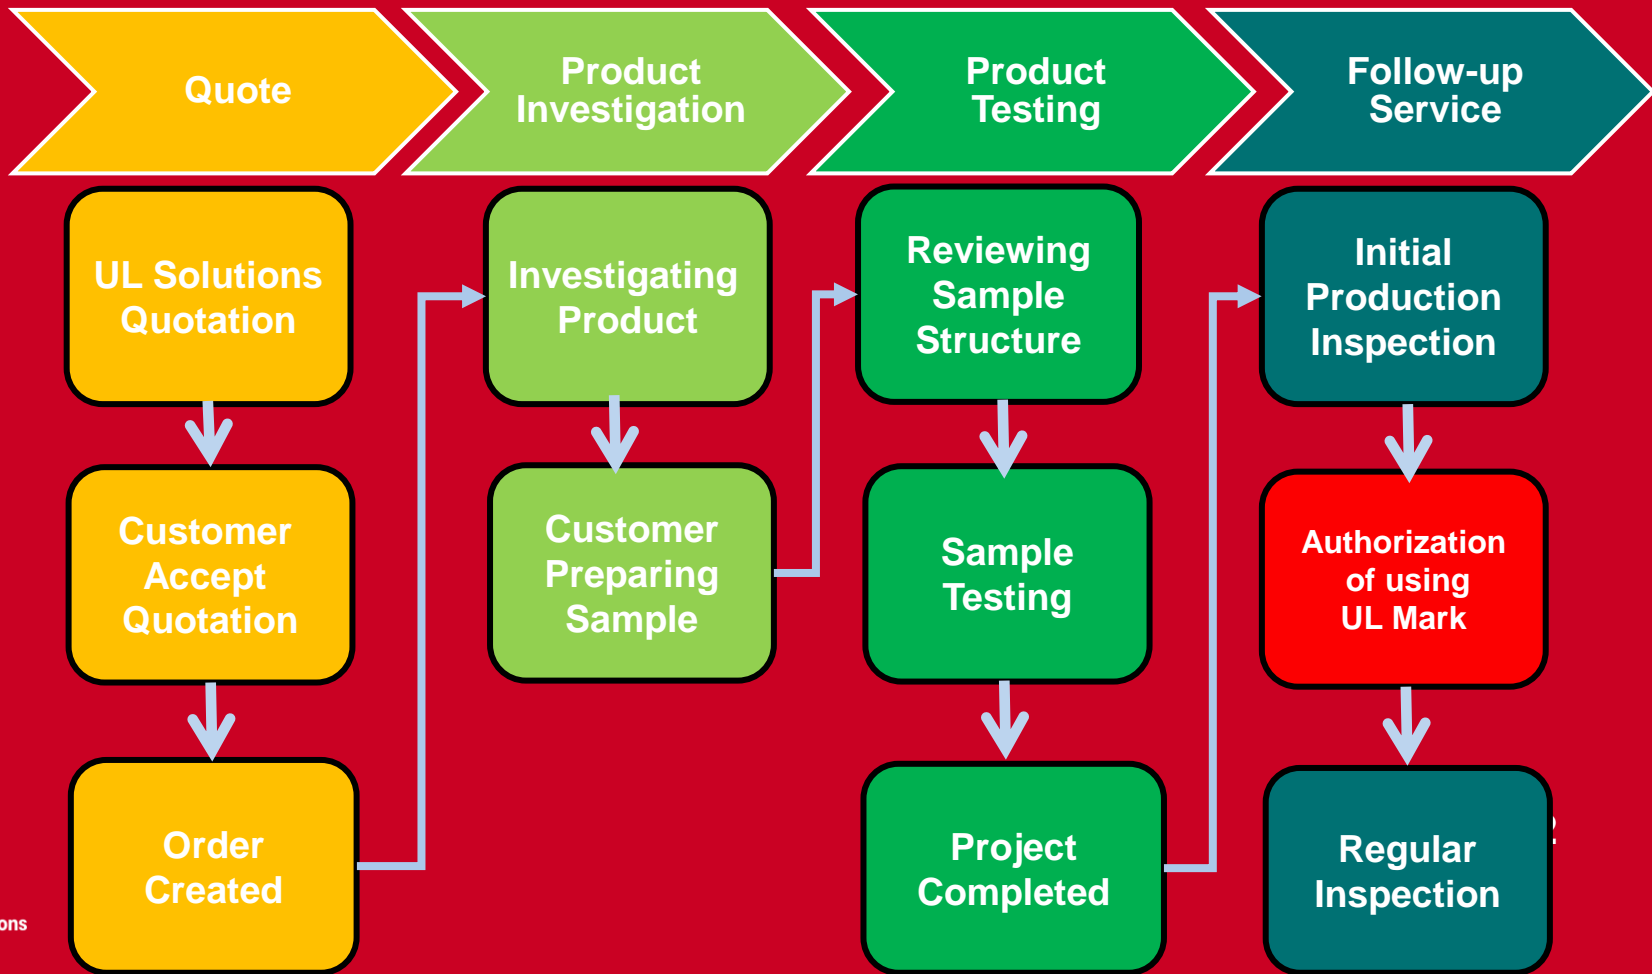 Quote
Product
Investigation
Product
Testing
Follow-up
Service
UL Solutions
Quotation
Customer
Accept
Quotation
Order
Created
Investigating
Product
Customer
Preparing
Sample
Reviewing
Sample
Structure
Sample
Testing
Project
Completed
Initial
Production
Inspection
Authorization
of using
UL Mark
Regular
Inspection
ons